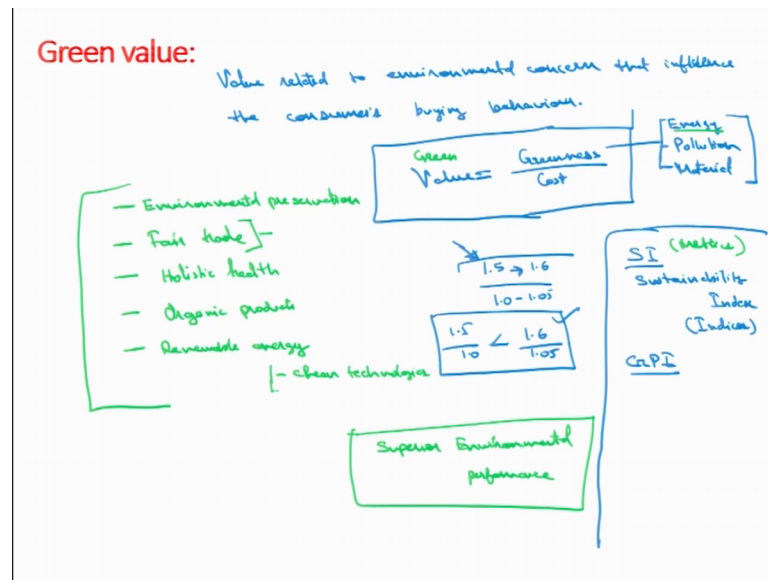 Green value:
Value related to environmental concern that influence
the consumer's buying behaviour.
Green
Value = Greenness
Cost
Energy
- Pollution
- Material
— Environmental preservation
— Fair trade ] -
— Holistic health
— Organic products
— Renewable energy
- clean technologies
1.5 → 1.6
1.0 - 1.05
1.5 < 1.6
1.0 1.05
SI (Metrics)
Sustainability
Index
(Indices)
GPI
Superior Environmental
performance